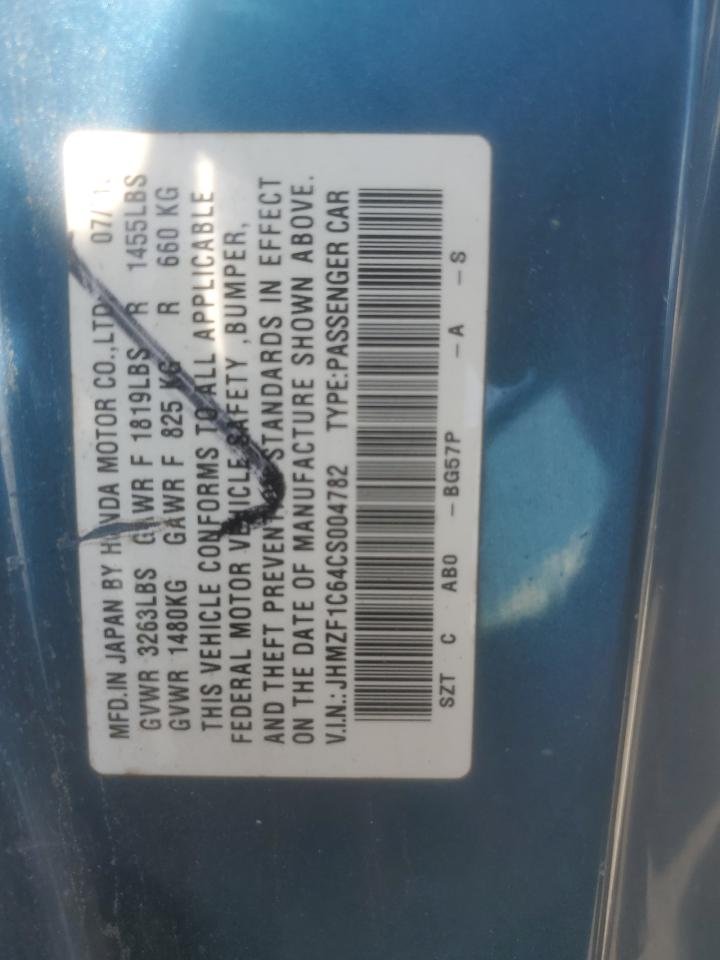 MFD.IN JAPAN BY HONDA MOTOR CO.,LTD 07/
GVWR 3263LBS GAWR F 1819LBS R 1455LBS
GVWR 1480KG GAWR F 825 KG R 660 KG
THIS VEHICLE CONFORMS TO ALL APPLICABLE
FEDERAL MOTOR VEHICLE SAFETY ,BUMPER,
AND THEFT PREVENTION STANDARDS IN EFFECT
ON THE DATE OF MANUFACTURE SHOWN ABOVE.
V.I.N.: JHMZF1C64CS004782 TYPE:PASSENGER CAR
SZT C AB0 -BG57P -A -S